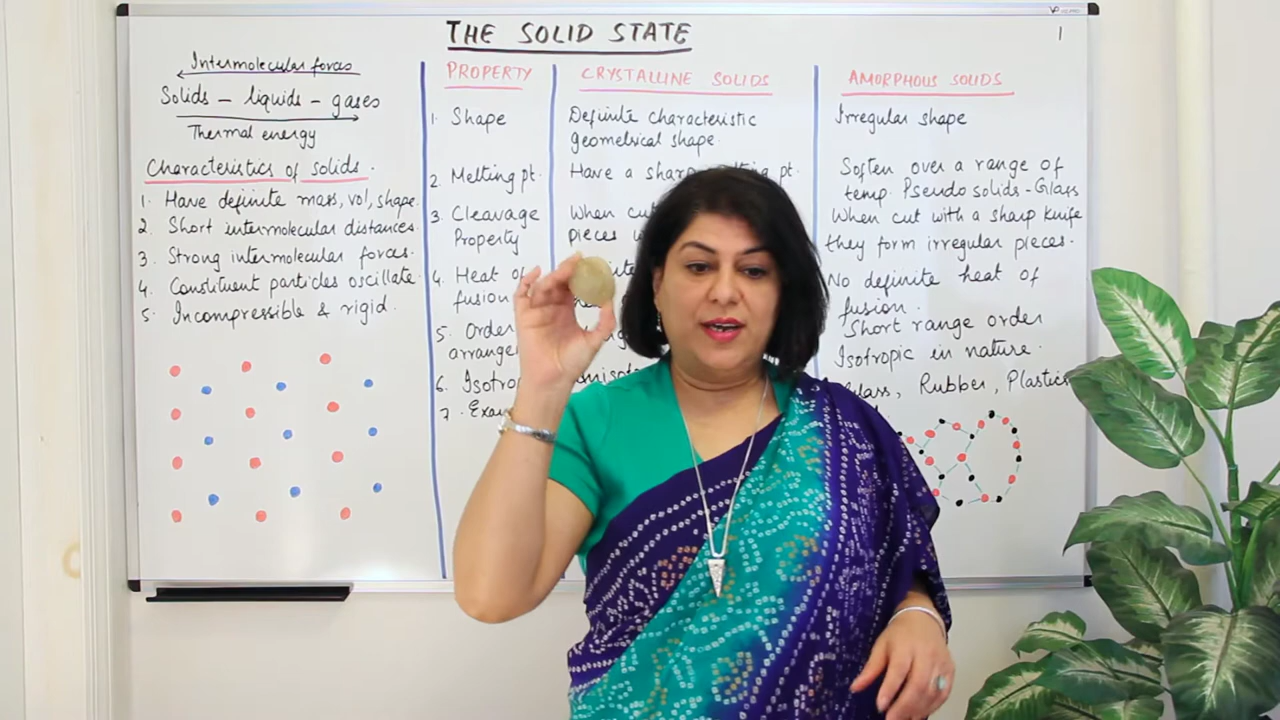 THE SOLID STATE
1
Intermolecular forces
Solids – liquids – gases
Thermal energy
Characteristics of solids.
1. Have definite mass, vol, shape.
2. Short intermolecular distances.
3. Strong intermolecular forces.
4. Constituent particles oscillate.
5. Incompressible & rigid.
PROPERTY
1. Shape
2. Melting pt.
3. Cleavage
Property
4. Heat of
fusion
5. Order
6. 
7.
CRYSTALLINE SOLIDS
Definite characteristic
geometrical shape.
Have a sharp pt.
When cut
pieces
AMORPHOUS SOLIDS
Irregular shape
Soften over a range of
temp. Pseudo solids - Glass
When cut with a sharp knife
they form irregular pieces.
No definite heat of
fusion.
Short range order
Isotropic in nature.
Glass, Rubber, Plastics